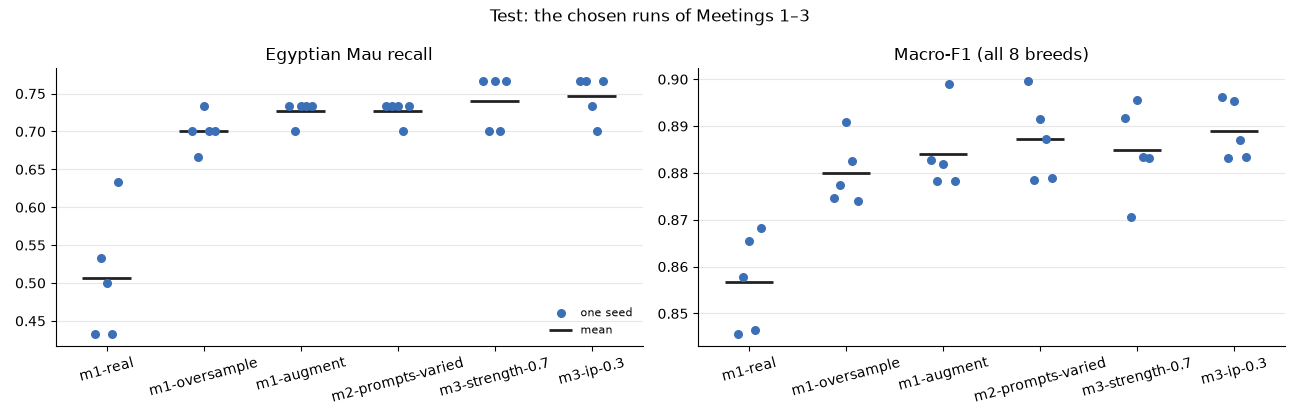 Test: the chosen runs of Meetings 1–3
Egyptian Mau recall
0.75
0.70
0.65
0.60
0.55
0.50
0.45
one seed
mean
m1-real
m1-oversample
m1-augment
m2-prompts-varied
m3-strength-0.7
m3-ip-0.3
Macro-F1 (all 8 breeds)
0.90
0.89
0.88
0.87
0.86
0.85
m1-real
m1-oversample
m1-augment
m2-prompts-varied
m3-strength-0.7
m3-ip-0.3